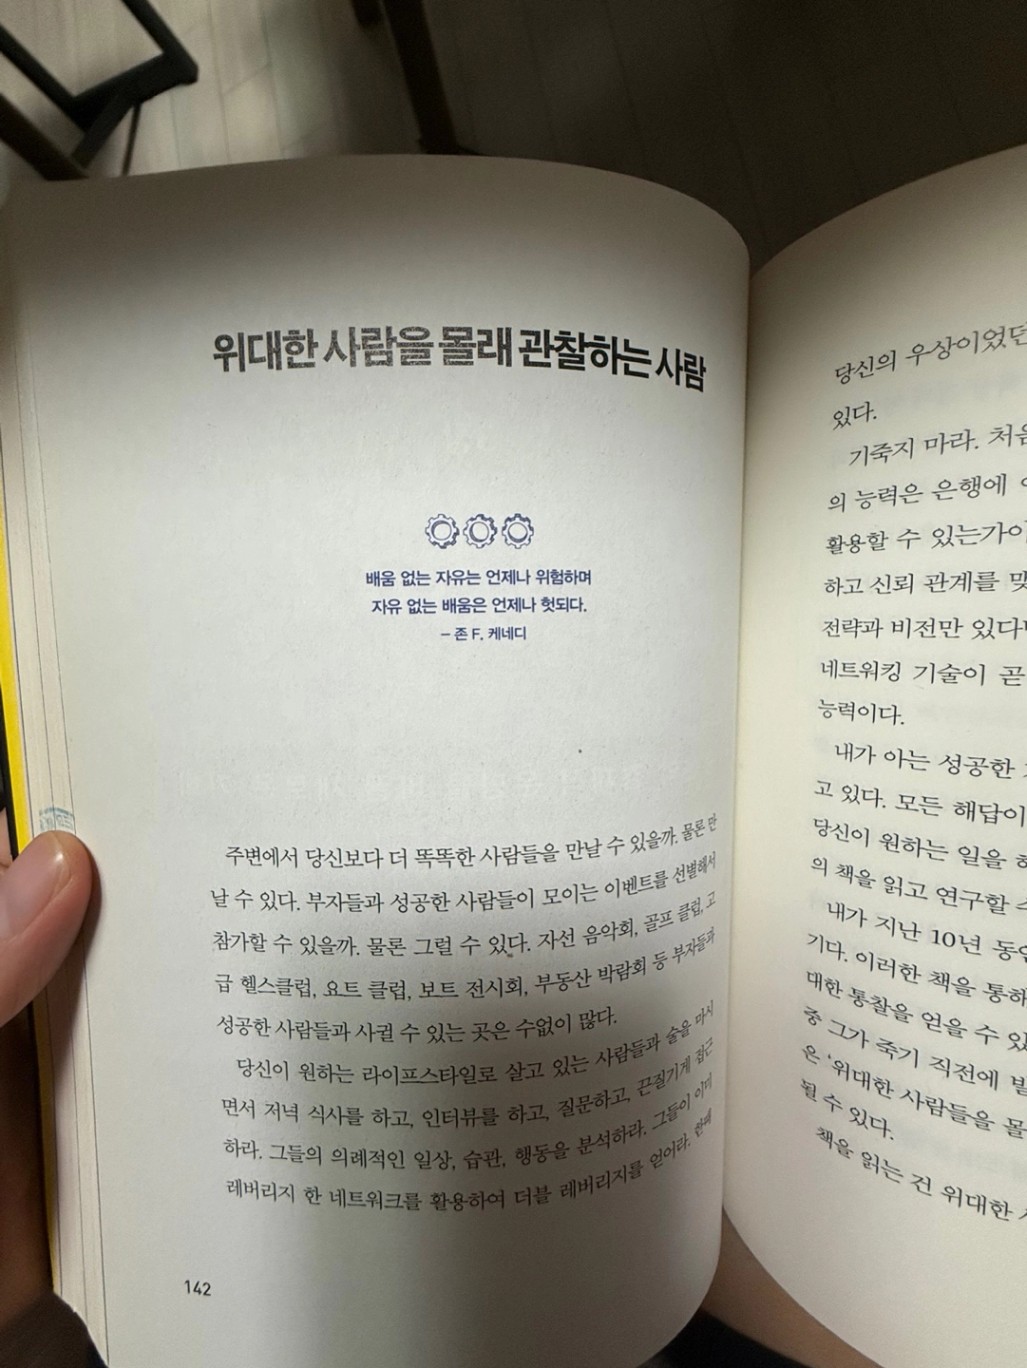 위대한 사람을 몰래 관찰하는 사람
배움 없는 자유는 언제나 위험하며
자유 없는 배움은 언제나 헛되다.
– 존 F. 케네디
주변에서 당신보다 더 똑똑한 사람들을 만날 수 있을까. 물론 만
날 수 있다. 부자들과 성공한 사람들이 모이는 이벤트를 선별해서
참가할 수 있을까. 물론 그럴 수 있다. 자선 음악회, 골프 클럽, 고
급 헬스클럽, 요트 클럽, 보트 전시회, 부동산 박람회 등 부자들과
성공한 사람들과 사귈 수 있는 곳은 수없이 많다.
당신이 원하는 라이프스타일로 살고 있는 사람들과 술을 마시
면서 저녁 식사를 하고, 인터뷰를 하고, 질문하고, 끈질기게 접근
하라. 그들의 의례적인 일상, 습관, 행동을 분석하라. 그들이 이미
레버리지 한 네트워크를 활용하여 더블 레버리지를 얻어라. 한때
142
당신의 우상이었던
있다.
기죽지 마라. 처음
의 능력은 은행에
활용할 수 있는가이
하고 신뢰 관계를 맺
전략과 비전만 있다
네트워킹 기술이 곧
능력이다.
내가 아는 성공한
고 있다. 모든 해답이
당신이 원하는 일을
의 책을 읽고 연구할
내가 지난 10년 동안
기다. 이러한 책을 통하
대한 통찰을 얻을 수 있
중 그가 죽기 직전에
은 ‘위대한 사람들을 몰
될 수 있다.
책을 읽는 건 위대한